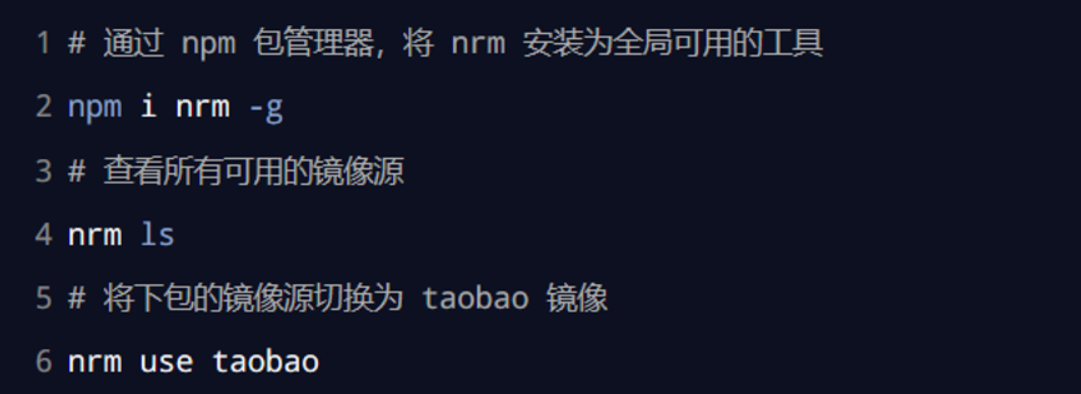 1 # 通过 npm 包管理器，将 nrm 安装为全局可用的工具
2 npm i nrm -g
3 # 查看所有可用的镜像源
4 nrm ls
5 # 将下包的镜像源切换为 taobao 镜像
6 nrm use taobao